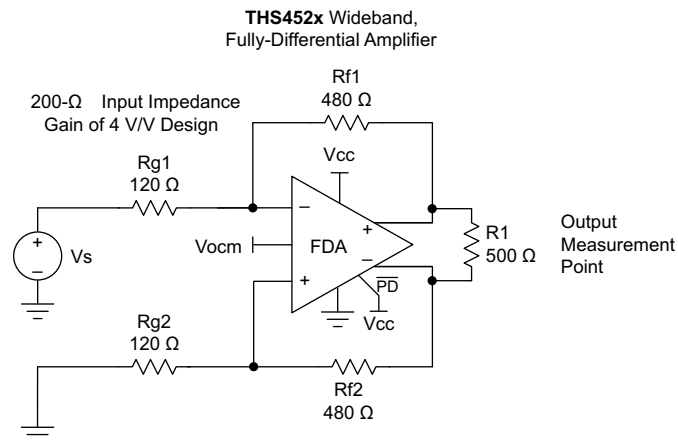 THS452x Wideband,
Fully-Differential Amplifier
Rf1
480 Ω
200-Ω Input Impedance
Gain of 4 V/V Design
Vcc
Rg1
120 Ω
−
+
Vocm
FDA
+
−
R1
500 Ω
Output
Measurement
Point
+
−
Vs
+
PD
Vcc
Rg2
120 Ω
Rf2
480 Ω